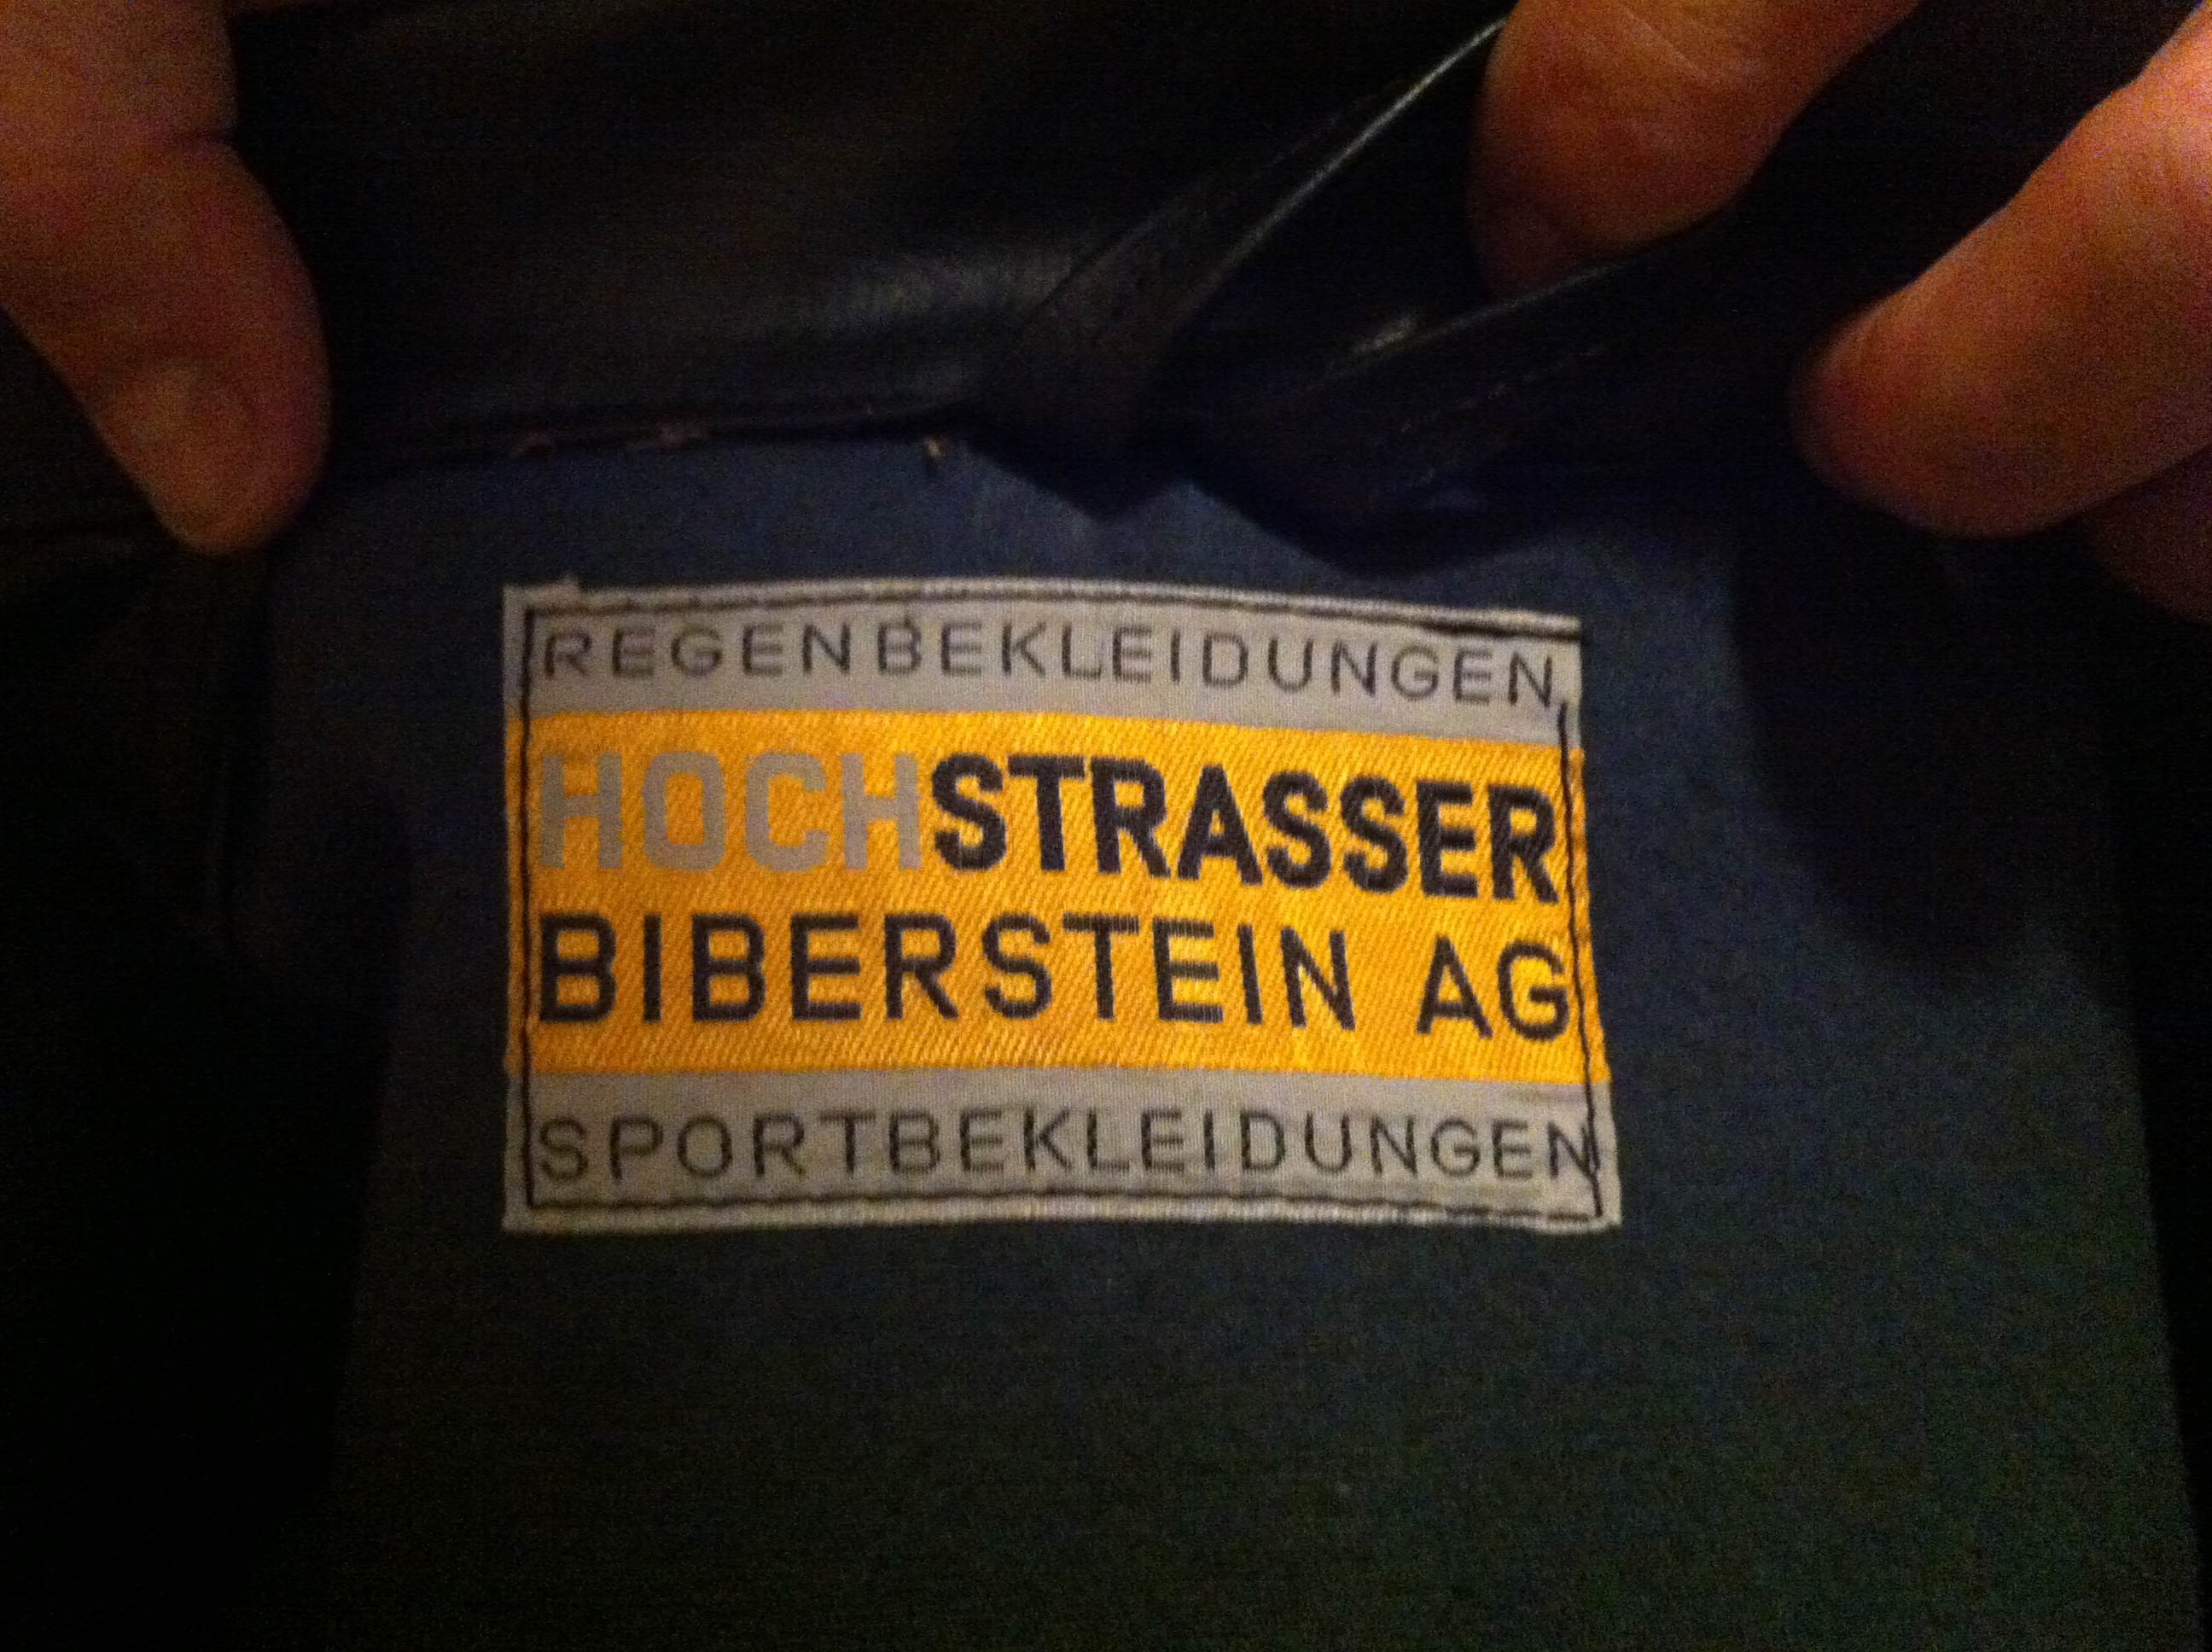 REGENBEKLEIDUNGEN
HOCHSTRASSER
BIBERSTEIN AG
SPORTBEKLEIDUNGEN